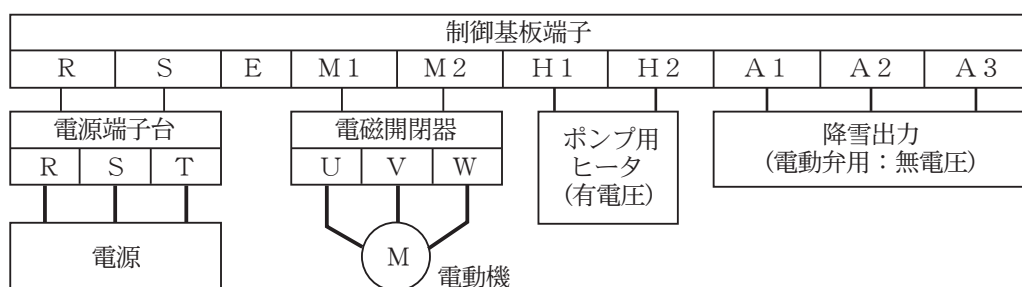 制御基板端子
Ｒ Ｓ Ｅ Ｍ１ Ｍ２ Ｈ１ Ｈ２ Ａ１ Ａ２ Ａ３
電源端子台
Ｒ Ｓ Ｔ
電源
電磁開閉器
Ｕ Ｖ Ｗ
Ｍ
電動機
ポンプ用
ヒータ
(有電圧)
降雪出力
(電動弁用：無電圧)